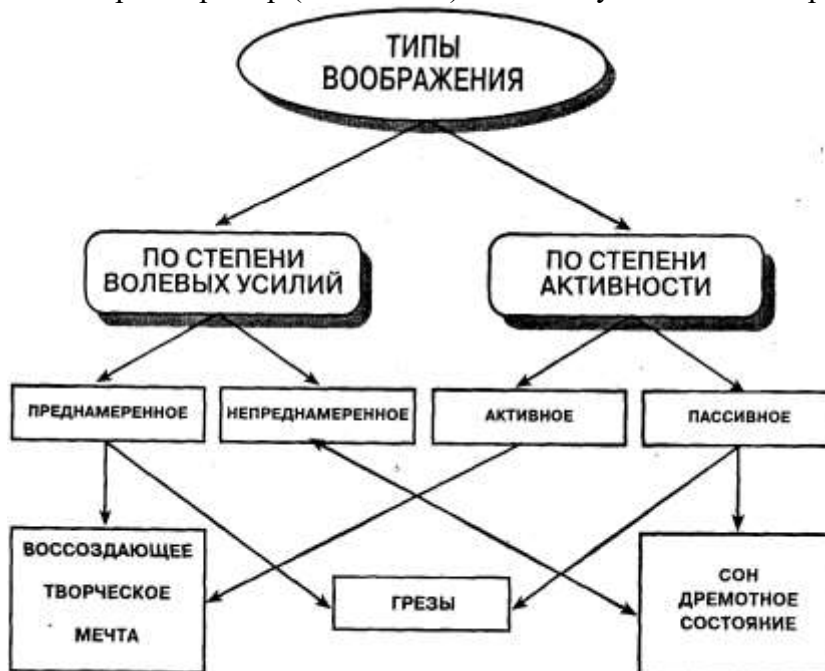 ТИПЫ
ВООБРАЖЕНИЯ
ПО СТЕПЕНИ
ВОЛЕВЫХ УСИЛИЙ
ПО СТЕПЕНИ
АКТИВНОСТИ
ПРЕДНАМЕРЕННОЕ
НЕПРЕДНАМЕРЕННОЕ
АКТИВНОЕ
ПАССИВНОЕ
ВОССОЗДАЮЩЕЕ
ТВОРЧЕСКОЕ
МЕЧТА
ГРЕЗЫ
СОН
ДРЕМОТНОЕ
СОСТОЯНИЕ